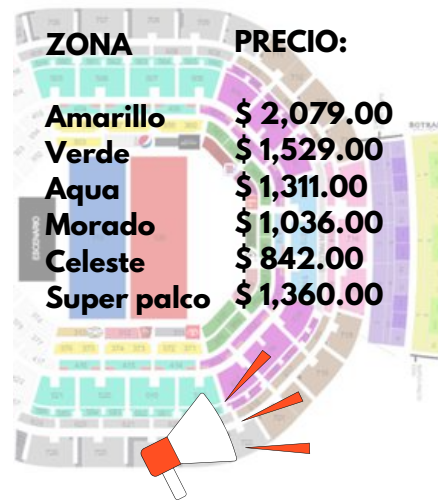 ZONA PRECIO:
Amarillo $ 2,079.00
Verde $ 1,529.00
Aqua $ 1,311.00
Morado $ 1,036.00
Celeste $ 842.00
Super palco $ 1,360.00
ESCENARIO